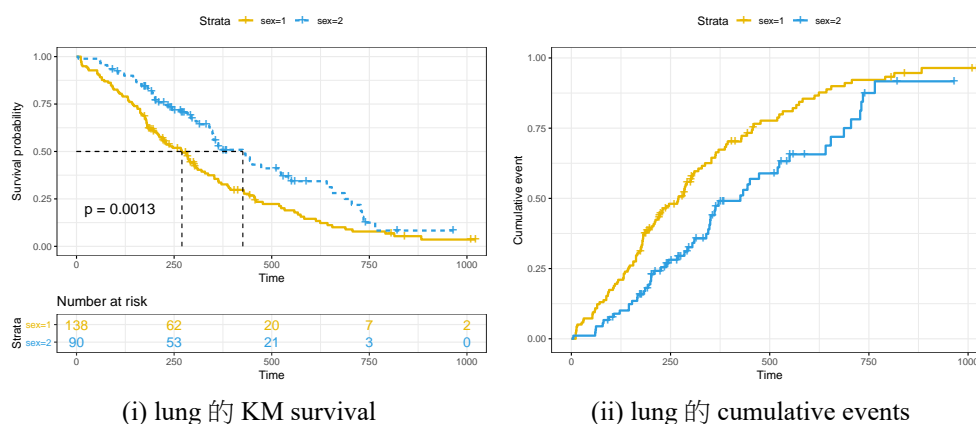 Strata sex=1 sex=2
1.00
0.75
0.50
0.25
0.00
Survival probability
p = 0.0013
0 250 500 750 1000
Time
Number at risk
Strata
sex=1 138 62 20 7 2
sex=2 90 53 21 3 0
0 250 500 750 1000
Time
(i) lung 的 KM survival
Strata sex=1 sex=2
1.00
0.75
0.50
0.25
0.00
Cumulative event
0 250 500 750 1000
Time
(ii) lung 的 cumulative events